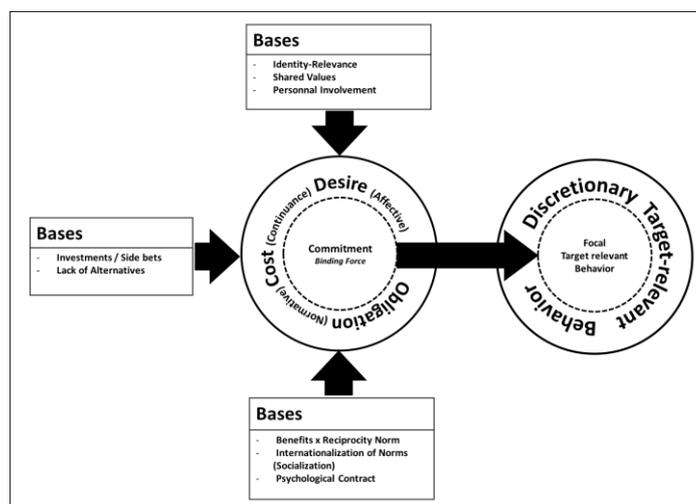 Bases
- Identity-Relevance
- Shared Values
- Personnal Involvement
Bases
- Investments / Side bets
- Lack of Alternatives
Cost (Continuance) Desire (Affective)
Obligation (Normative)
Commitment
Binding Force
Discretionary Target-relevant
Behavior
Focal
Target relevant
Behavior
Bases
- Benefits x Reciprocity Norm
- Internationalization of Norms
(Socialization)
- Psychological Contract